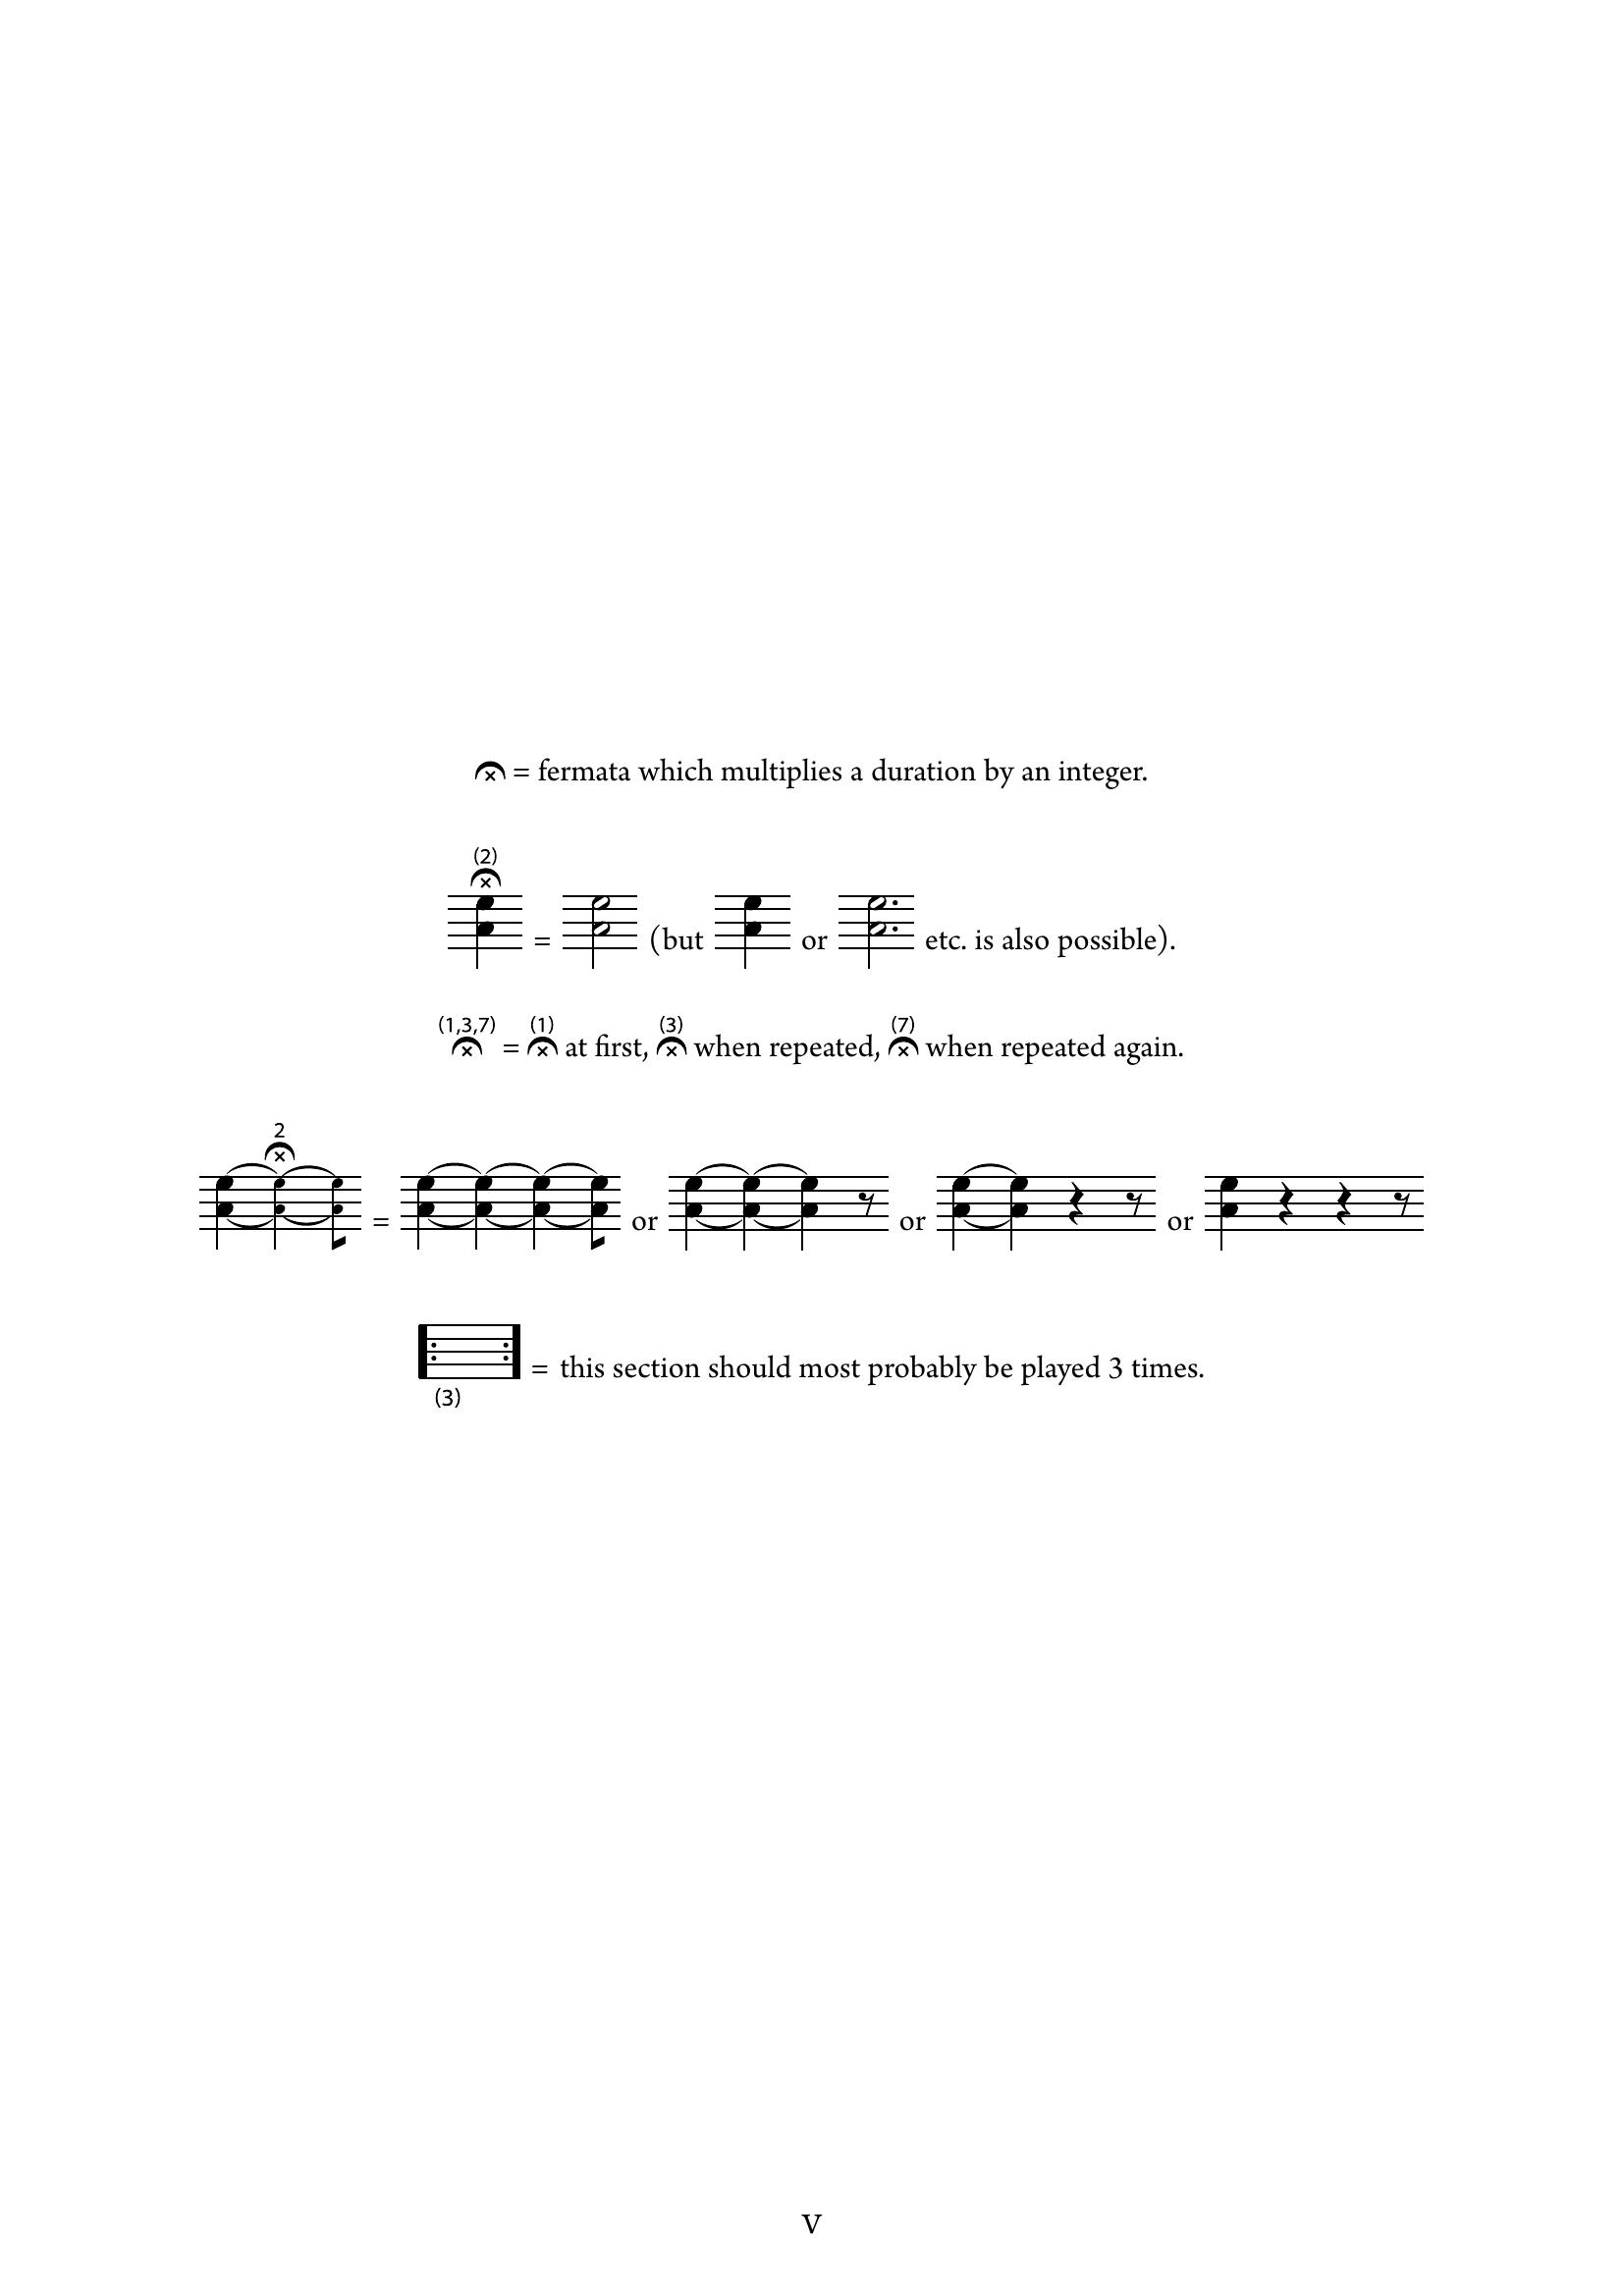 = fermata which multiplies a duration by an integer.
(2)
= (but or etc. is also possible).
(1,3,7) (1) (3) (7)
= at first, when repeated, when repeated again.
2
= or or or
= this section should most probably be played 3 times.
(3)
v